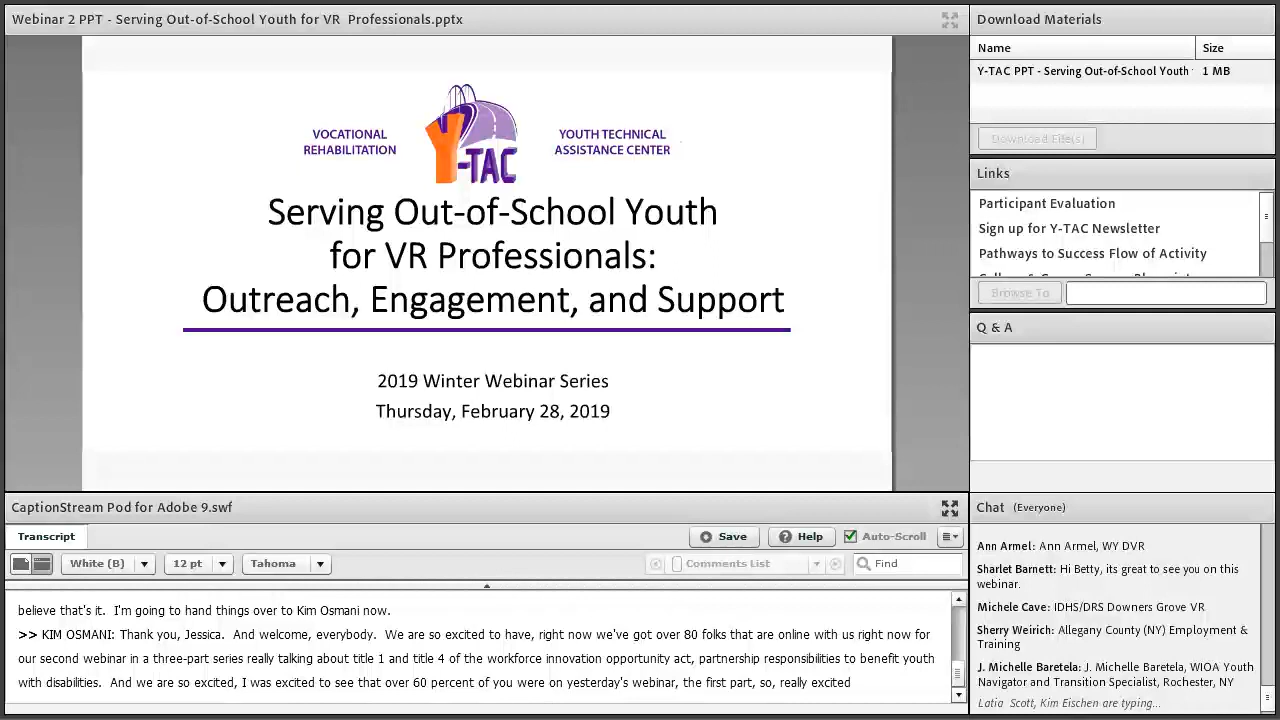 Webinar 2 PPT - Serving Out-of-School Youth for VR Professionals.pptx
VOCATIONAL
REHABILITATION
Y-TAC
YOUTH TECHNICAL
ASSISTANCE CENTER
Serving Out-of-School Youth
for VR Professionals:
Outreach, Engagement, and Support
2019 Winter Webinar Series
Thursday, February 28, 2019
CaptionStream Pod for Adobe 9.swf
Transcript
Save
Help
Auto-Scroll
White (B)
12 pt
Tahoma
Comments List
Find
believe that's it. I'm going to hand things over to Kim Osmani now.
>> KIM OSMANI: Thank you, Jessica. And welcome, everybody. We are so excited to have, right now we've got over 80 folks that are online with us right now for
our second webinar in a three-part series really talking about title 1 and title 4 of the workforce innovation opportunity act, partnership responsibilities to benefit youth
with disabilities. And we are so excited, I was excited to see that over 60 percent of you were on yesterday's webinar, the first part, so, really excited
Download Materials
Name Size
Y-TAC PPT - Serving Out-of-School Youth 1 MB
Download File(s)
Links
Participant Evaluation
Sign up for Y-TAC Newsletter
Pathways to Success Flow of Activity
Browse To
Q & A
Chat (Everyone)
Ann Armel: Ann Armel, WY DVR
Sharlet Barnett: Hi Betty, its great to see you on this
webinar.
Michele Cave: IDHS/DRS Downers Grove VR
Sherry Weirich: Allegany County (NY) Employment &
Training
J. Michelle Baretela: J. Michelle Baretela, WIOA Youth
Navigator and Transition Specialist, Rochester, NY
Latia Scott, Kim Eischen are typing...